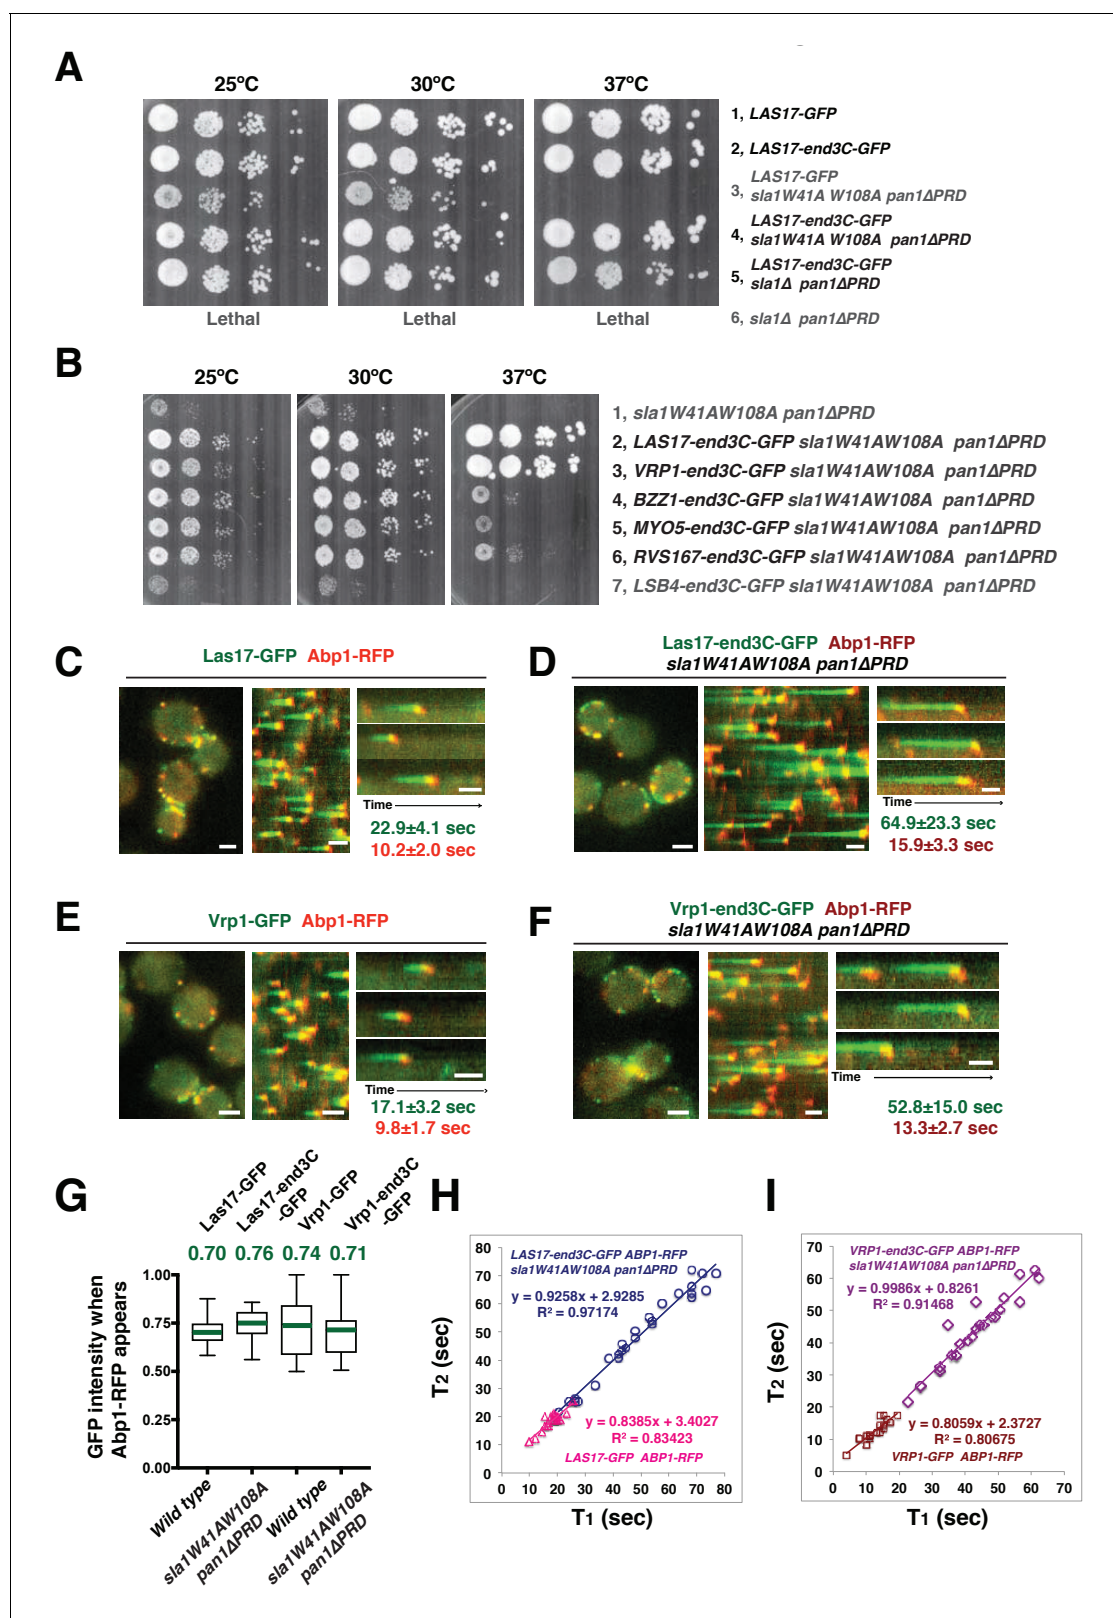 A
25ºC 30ºC 37ºC
1, LAS17-GFP
2, LAS17-end3C-GFP
3, LAS17-GFP
sla1W41A W108A pan1ΔPRD
4, LAS17-end3C-GFP
sla1W41A W108A pan1ΔPRD
5, LAS17-end3C-GFP
sla1Δ pan1ΔPRD
Lethal Lethal Lethal
6, sla1Δ pan1ΔPRD
B
25ºC 30ºC 37ºC
1, sla1W41AW108A pan1ΔPRD
2, LAS17-end3C-GFP sla1W41AW108A pan1ΔPRD
3, VRP1-end3C-GFP sla1W41AW108A pan1ΔPRD
4, BZZ1-end3C-GFP sla1W41AW108A pan1ΔPRD
5, MYO5-end3C-GFP sla1W41AW108A pan1ΔPRD
6, RVS167-end3C-GFP sla1W41AW108A pan1ΔPRD
7, LSB4-end3C-GFP sla1W41AW108A pan1ΔPRD
C
Las17-GFP Abp1-RFP
Time
22.9±4.1 sec
10.2±2.0 sec
D
Las17-end3C-GFP Abp1-RFP
sla1W41AW108A pan1ΔPRD
Time
64.9±23.3 sec
15.9±3.3 sec
E
Vrp1-GFP Abp1-RFP
Time
17.1±3.2 sec
9.8±1.7 sec
F
Vrp1-end3C-GFP Abp1-RFP
sla1W41AW108A pan1ΔPRD
Time
52.8±15.0 sec
13.3±2.7 sec
G
Las17-GFP
Las17-end3C
-GFP
Vrp1-GFP
Vrp1-end3C
-GFP
0.70 0.76 0.74 0.71
GFP intensity when
Abp1-RFP appears
1.00
0.75
0.50
0.25
0.00
Wild type
sla1W41AW108A
pan1ΔPRD
Wild type
sla1W41AW108A
pan1ΔPRD
H
LAS17-end3C-GFP ABP1-RFP
sla1W41AW108A pan1ΔPRD
y = 0.9258x + 2.9285
R² = 0.97174
y = 0.8385x + 3.4027
R² = 0.83423
LAS17-GFP ABP1-RFP
T2 (sec)
80
70
60
50
40
30
20
10
0
0 10 20 30 40 50 60 70 80
T1 (sec)
I
VRP1-end3C-GFP ABP1-RFP
sla1W41AW108A pan1ΔPRD
y = 0.9986x + 0.8261
R² = 0.91468
y = 0.8059x + 2.3727
R² = 0.80675
VRP1-GFP ABP1-RFP
T2 (sec)
70
60
50
40
30
20
10
0
0 10 20 30 40 50 60 70
T1 (sec)